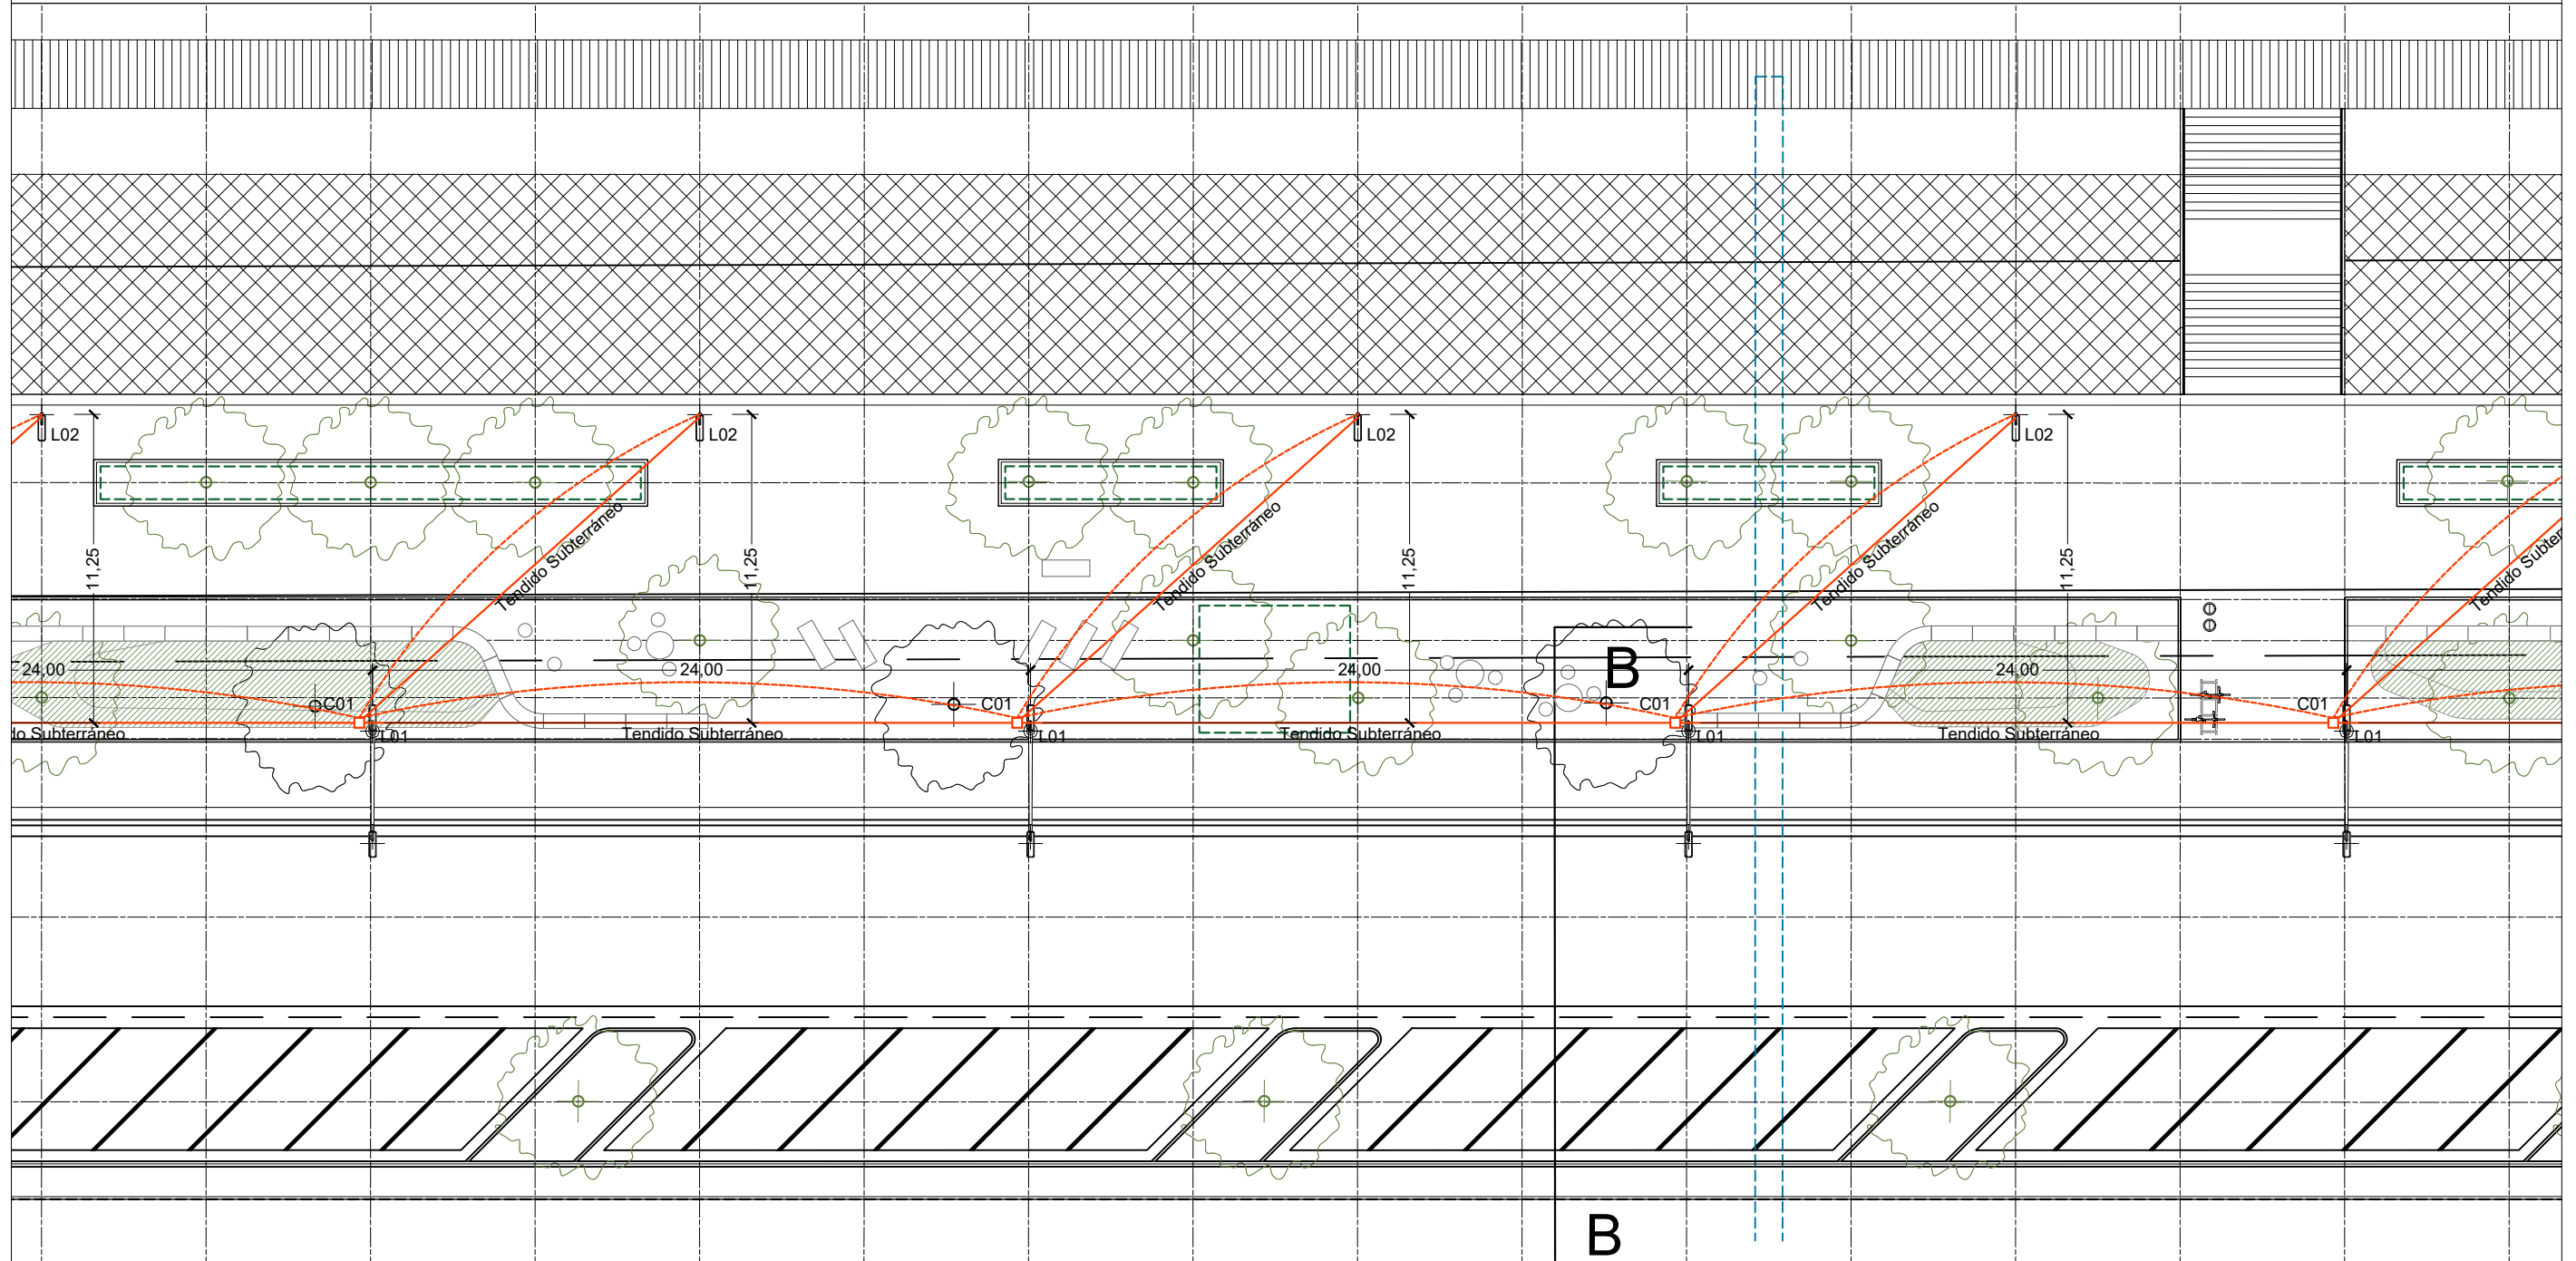 L02
L02
L02
L02
Tendido Subterráneo
Tendido Subterráneo
Tendido Subterráneo
Tendido Subter
11,25
11,25
11,25
11,25
24,00
24,00
24,00
24,00
B
C01
C01
C01
C01
do Subterráneo
Tendido Subterráneo
Tendido Subterráneo
Tendido Subterráneo
L01
L01
L01
L01
B